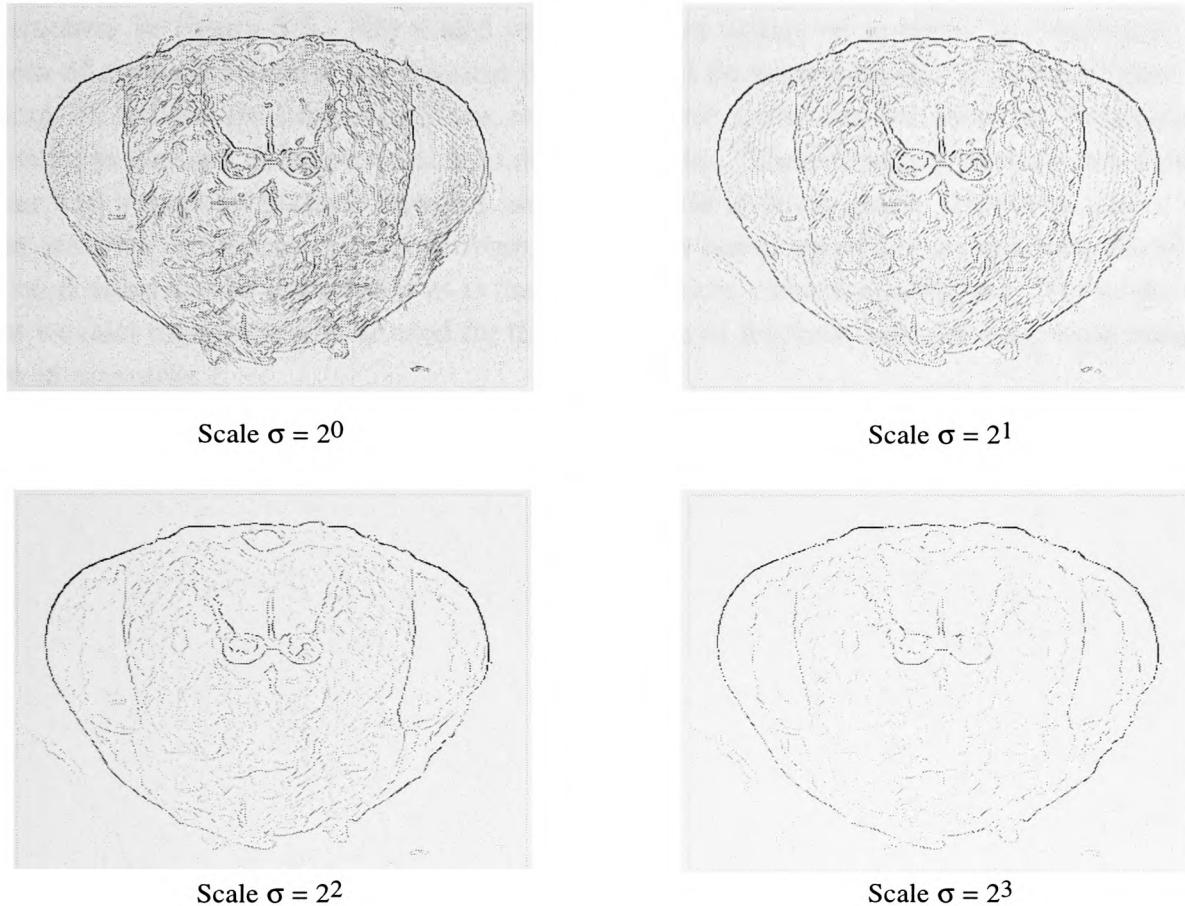 Scale σ = 2⁰
Scale σ = 2¹
Scale σ = 2²
Scale σ = 2³